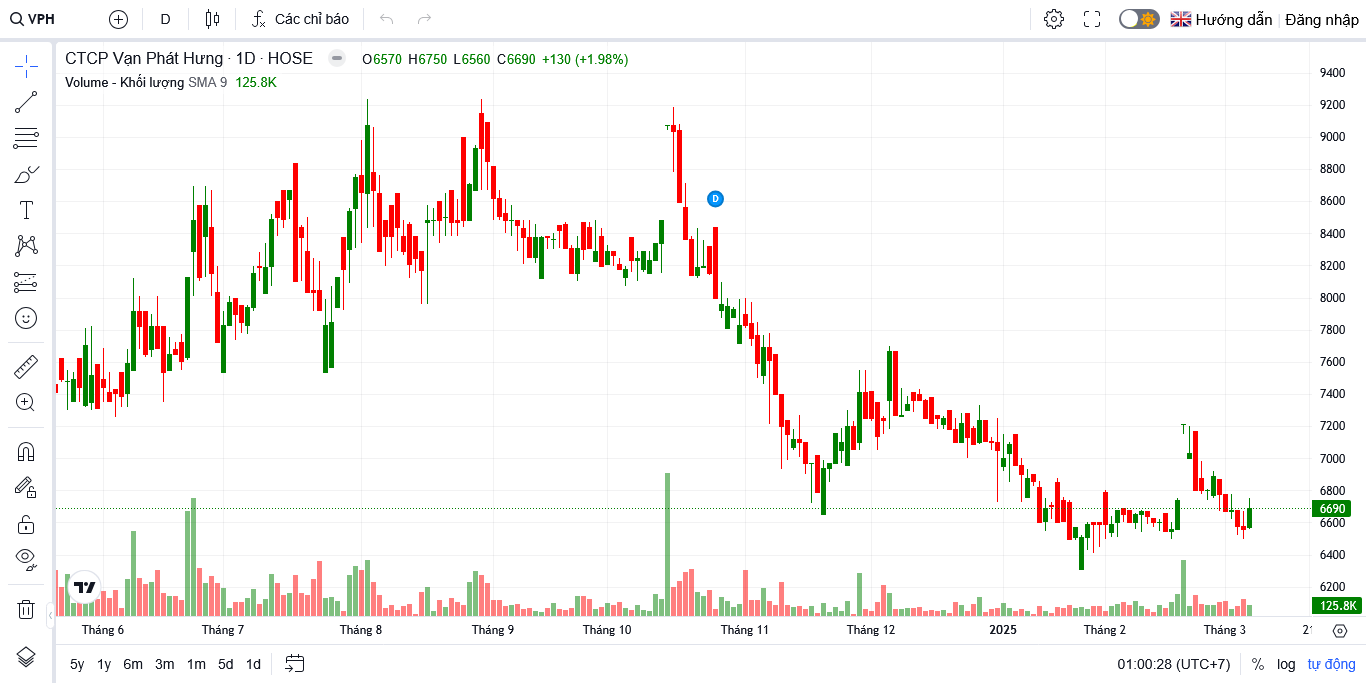 VPH D Các chỉ báo Hướng dẫn Đăng nhập
CTCP Vạn Phát Hưng · 1D · HOSE O6570 H6750 L6560 C6690 +130 (+1.98%)
Volume - Khối lượng SMA 9 125.8K
9400
9200
9000
8800
D
8600
8400
8200
8000
7800
7600
7400
7200
7000
6800
6690
6600
6400
6200
125.8K
Tháng 6 Tháng 7 Tháng 8 Tháng 9 Tháng 10 Tháng 11 Tháng 12 2025 Tháng 2 Tháng 3 21
5y 1y 6m 3m 1m 5d 1d 01:00:28 (UTC+7) % log tự động